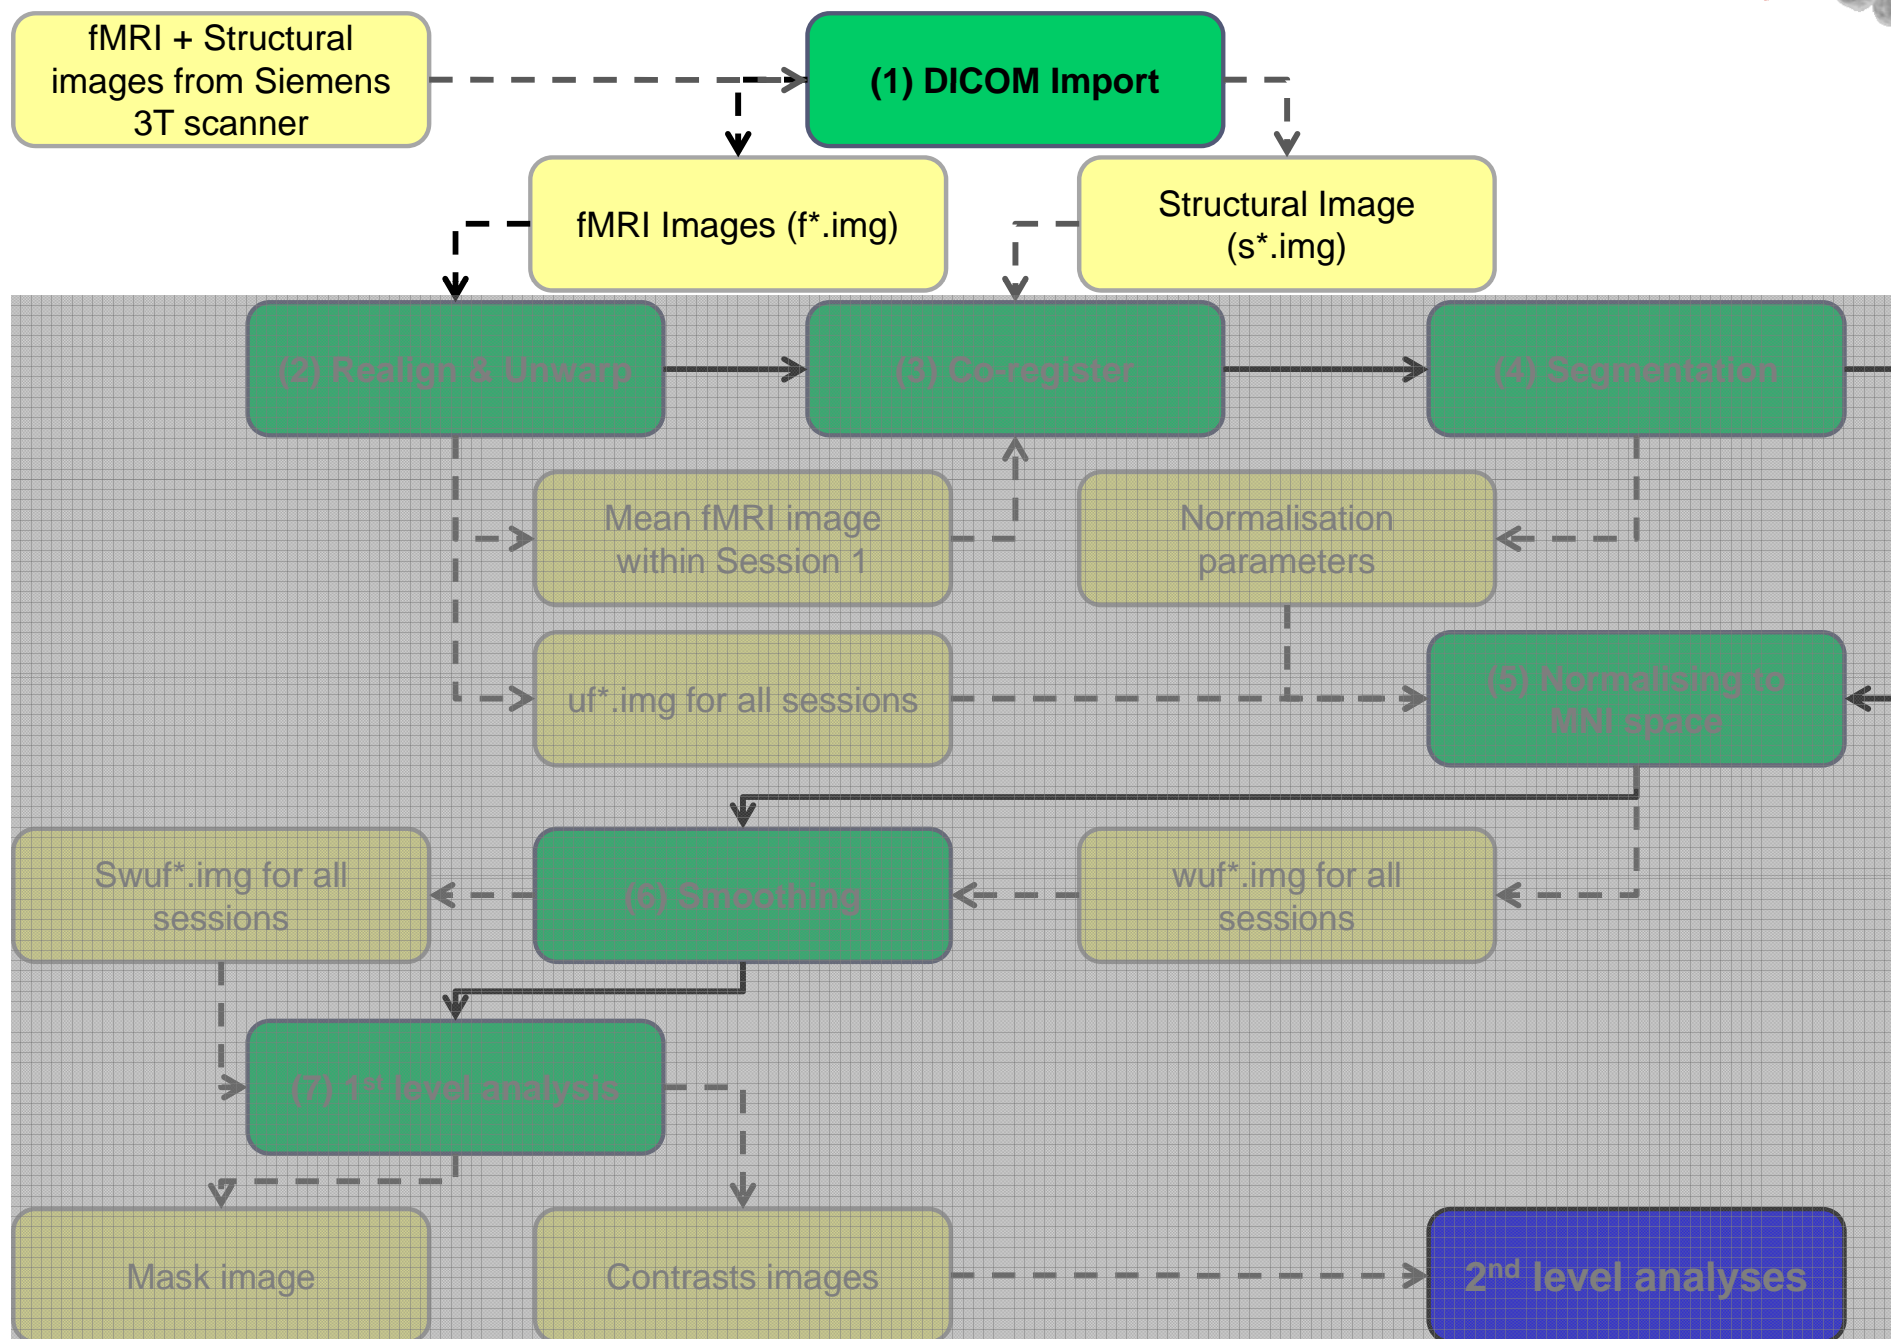 fMRI + Structural
images from Siemens
3T scanner
(1) DICOM Import
fMRI Images (f*.img)
Structural Image
(s*.img)
(2) Realign & Unwarp
(3) Co-register
(4) Segmentation
Mean fMRI image
within Session 1
Normalisation
parameters
uf*.img for all sessions
(5) Normalising to
MNI space
Swuf*.img for all
sessions
(6) Smoothing
wuf*.img for all
sessions
(7) 1st level analysis
Mask image
Contrasts images
2nd level analyses